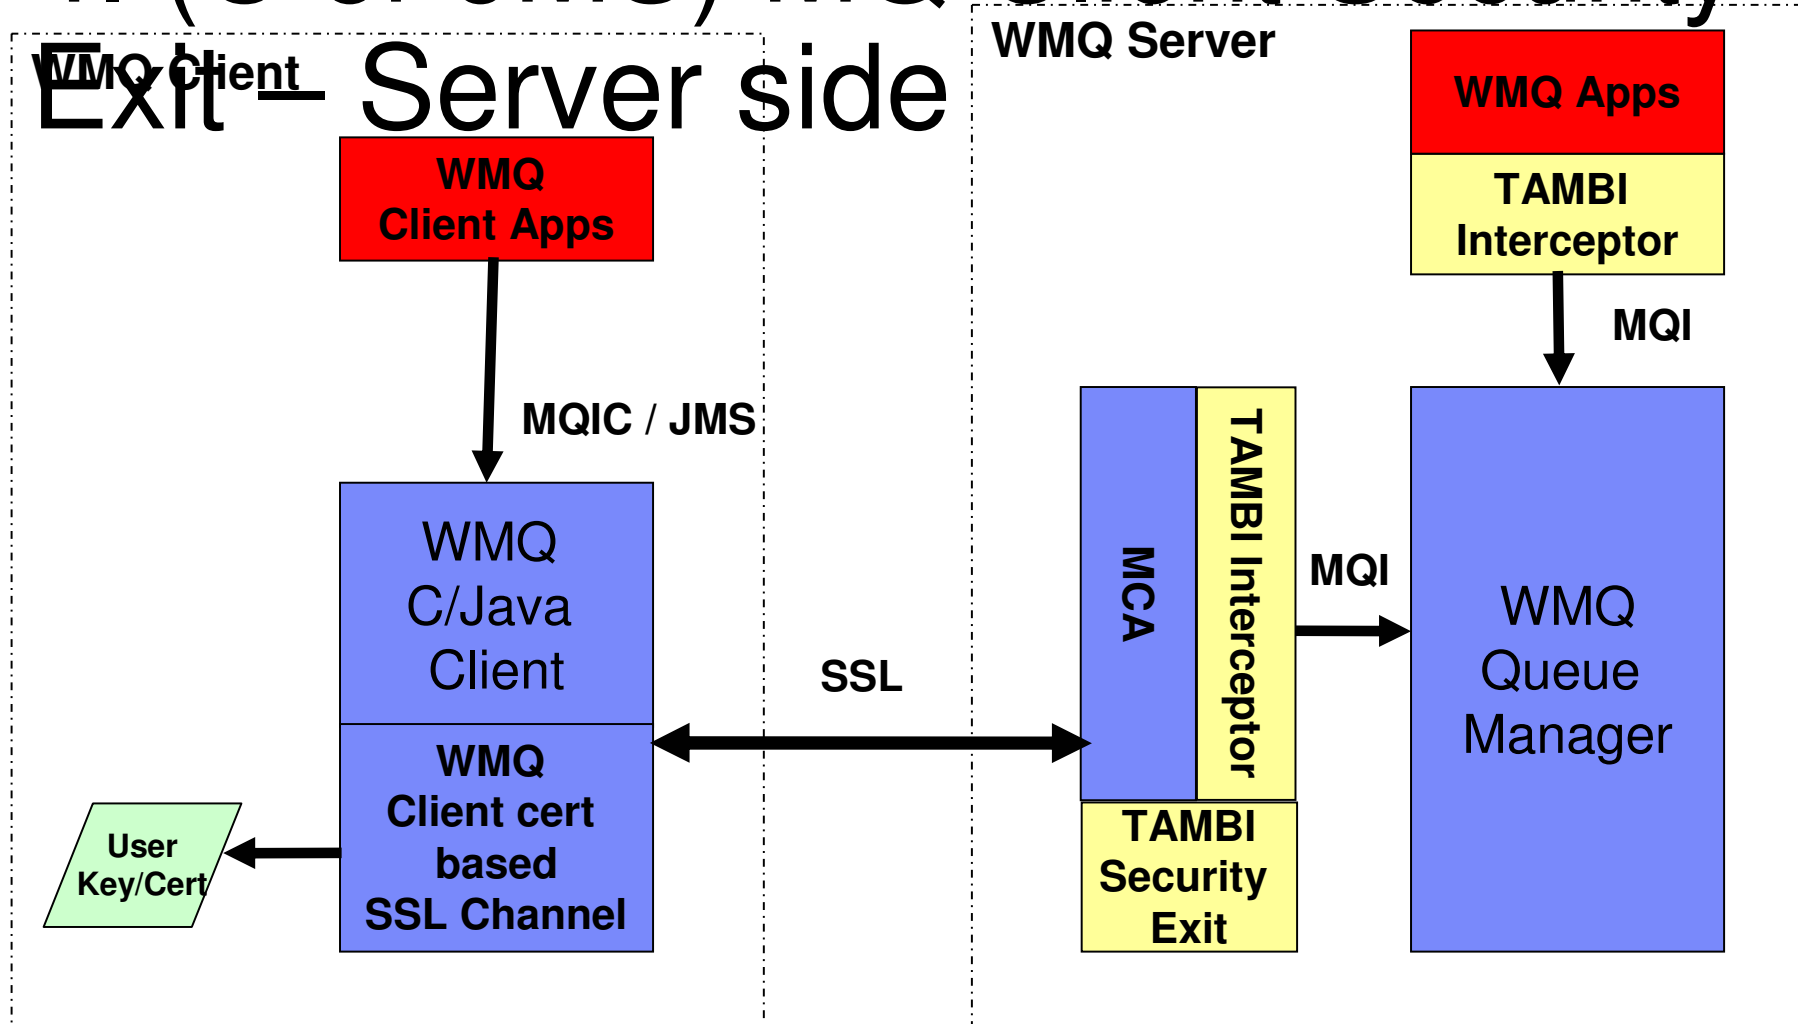 Exit – Server side
WMQ Client
WMQ Server
WMQ Apps
TAMBI
Interceptor
MQI
WMQ
Client Apps
MQIC / JMS
WMQ
C/Java
Client
WMQ
Client cert
based
SSL Channel
User
Key/Cert
SSL
MCA
TAMBI Interceptor
TAMBI
Security
Exit
MQI
WMQ
Queue
Manager